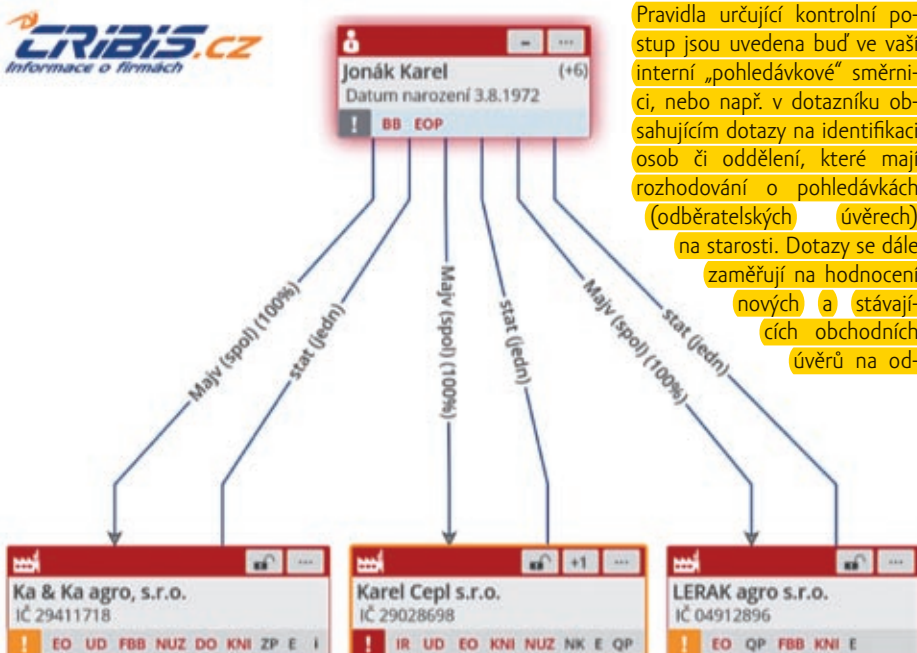 CRIBIS.CZ
Informace o firmách
Jonák Karel (+6)
Datum narození 3.8.1972
! BB EOP
Pravidla určující kontrolní po-
stup jsou uvedena buď ve vaší
interní „pohledávkové“ směrni-
ci, nebo např. v dotazníku ob-
sahujícím dotazy na identifikaci
osob či oddělení, které mají
rozhodování o pohledávkách
(odběratelských úvěrech)
na starosti. Dotazy se dále
zaměřují na hodnocení
nových a stávají-
cích obchodních
úvěrů na od-
Majv (spol) (100%)
stat (jedn)
Majv (spol) (100%)
stat (jedn)
Majv (spol) (100%)
stat (jedn)
Ka & Ka agro, s.r.o.
IČ 29411718
! EO UD FBB NUZ DO KNI ZP E i
+1
Karel Cepl s.r.o.
IČ 29028698
! IR UD EO KNI NUZ NK E QP
LERAK agro s.r.o.
IČ 04912896
! EO QP FBB KNI E